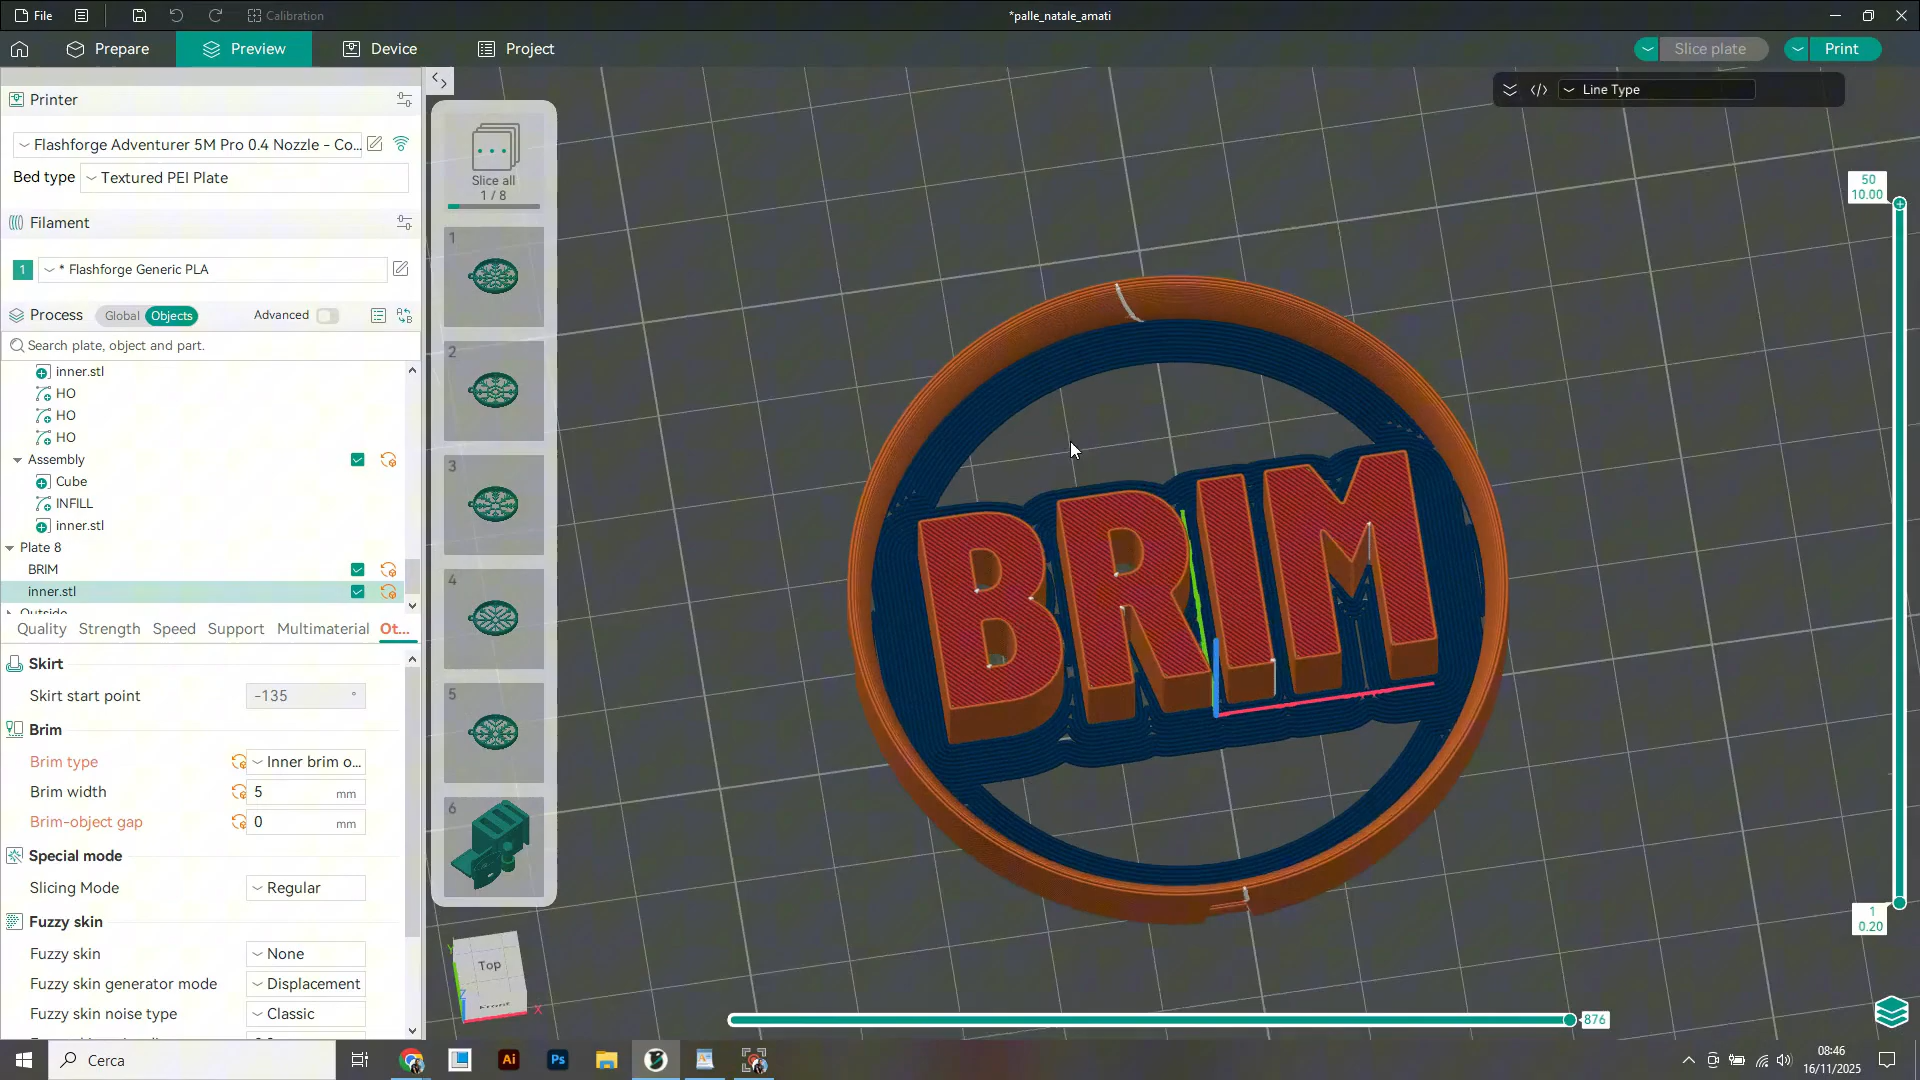 File
Calibration
*palle_natale_amati
Prepare
Preview
Device
Project
Slice plate
Print
Printer
Flashforge Adventurer 5M Pro 0.4 Nozzle - Co...
Bed type
Textured PEI Plate
Filament
1
* Flashforge Generic PLA
Process
Global
Objects
Advanced
Search plate, object and part.
inner.stl
HO
HO
HO
Assembly
Cube
INFILL
inner.stl
Plate 8
BRIM
inner.stl
Outside
Quality
Strength
Speed
Support
Multimaterial
Ot...
Skirt
Skirt start point
-135 °
Brim
Brim type
Inner brim o...
Brim width
5 mm
Brim-object gap
0 mm
Special mode
Slicing Mode
Regular
Fuzzy skin
Fuzzy skin
None
Fuzzy skin generator mode
Displacement
Fuzzy skin noise type
Classic
Slice all
1 / 8
1
2
3
4
5
6
Line Type
BRIM
50
10.00
1
0.20
876
Top
Front
Y
Z
X
Cerca
Ai
Ps
08:46
16/11/2025